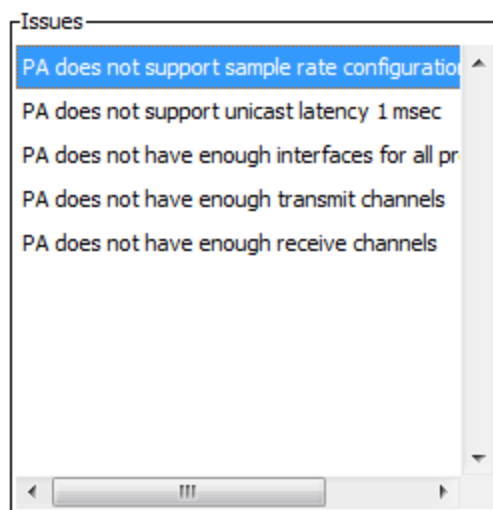 Issues
PA does not support sample rate configuration
PA does not support unicast latency 1 msec
PA does not have enough interfaces for all pr
PA does not have enough transmit channels
PA does not have enough receive channels